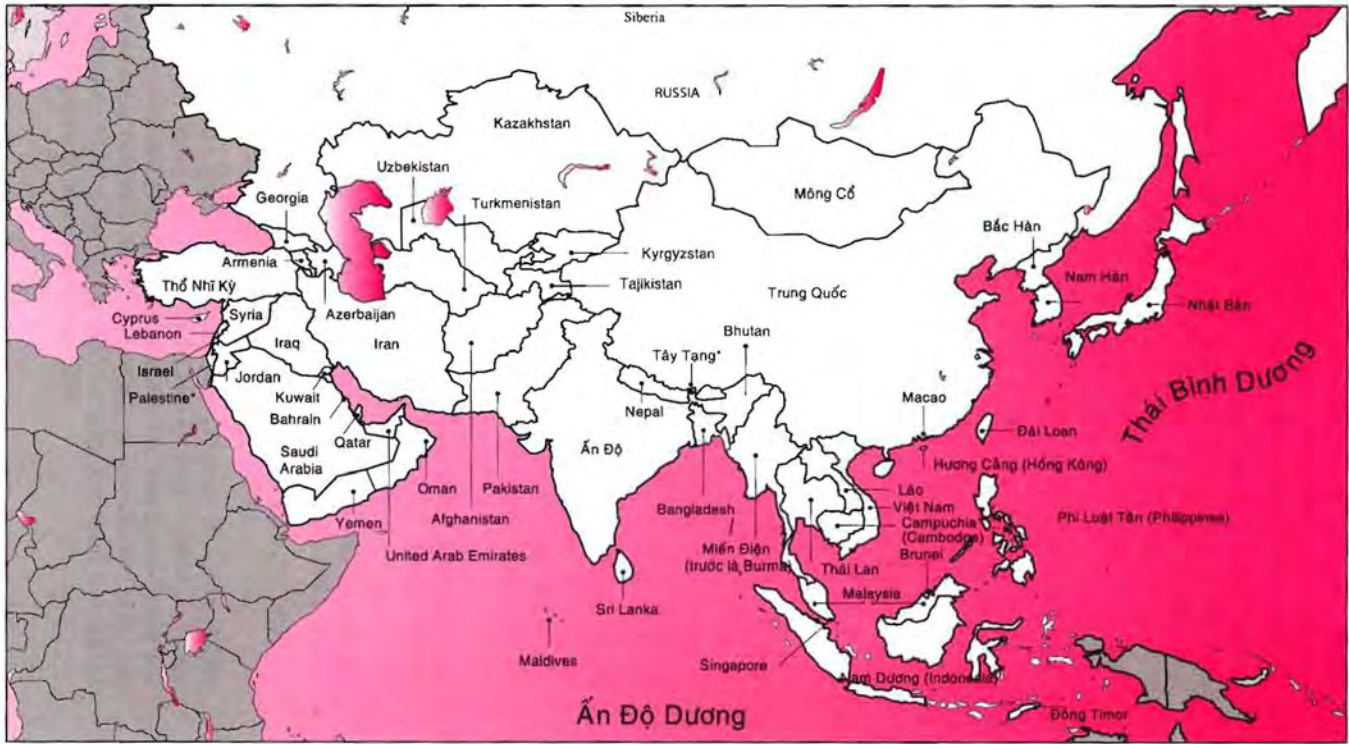 Siberia
RUSSIA
Kazakhstan
Uzbekistan
Mông Cổ
Georgia
Turkmenistan
Bắc Hàn
Kyrgyzstan
Armenia
Nam Hàn
Tajikistan
Thổ Nhĩ Kỳ
Trung Quốc
Nhật Bản
Cyprus
Syria
Azerbaijan
Lebanon
Bhutan
Iraq
Iran
Tây Tạng*
Thái Bình Dương
Israel
Jordan
Palestine*
Kuwait
Nepal
Macao
Bahrain
Đài Loan
Qatar
Ấn Độ
Saudi
Arabia
Hương Cảng (Hồng Kông)
Oman
Pakistan
Lào
Bangladesh
Việt Nam
Yemen
Afghanistan
Phi Luật Tân (Philippines)
Campuchia
(Cambodge)
United Arab Emirates
Miến Điện
(trước là Burma)
Brunei
Thái Lan
Malaysia
Sri Lanka
Maldives
Singapore
Nam Dương (Indonesia)
Ấn Độ Dương
Đông Timor